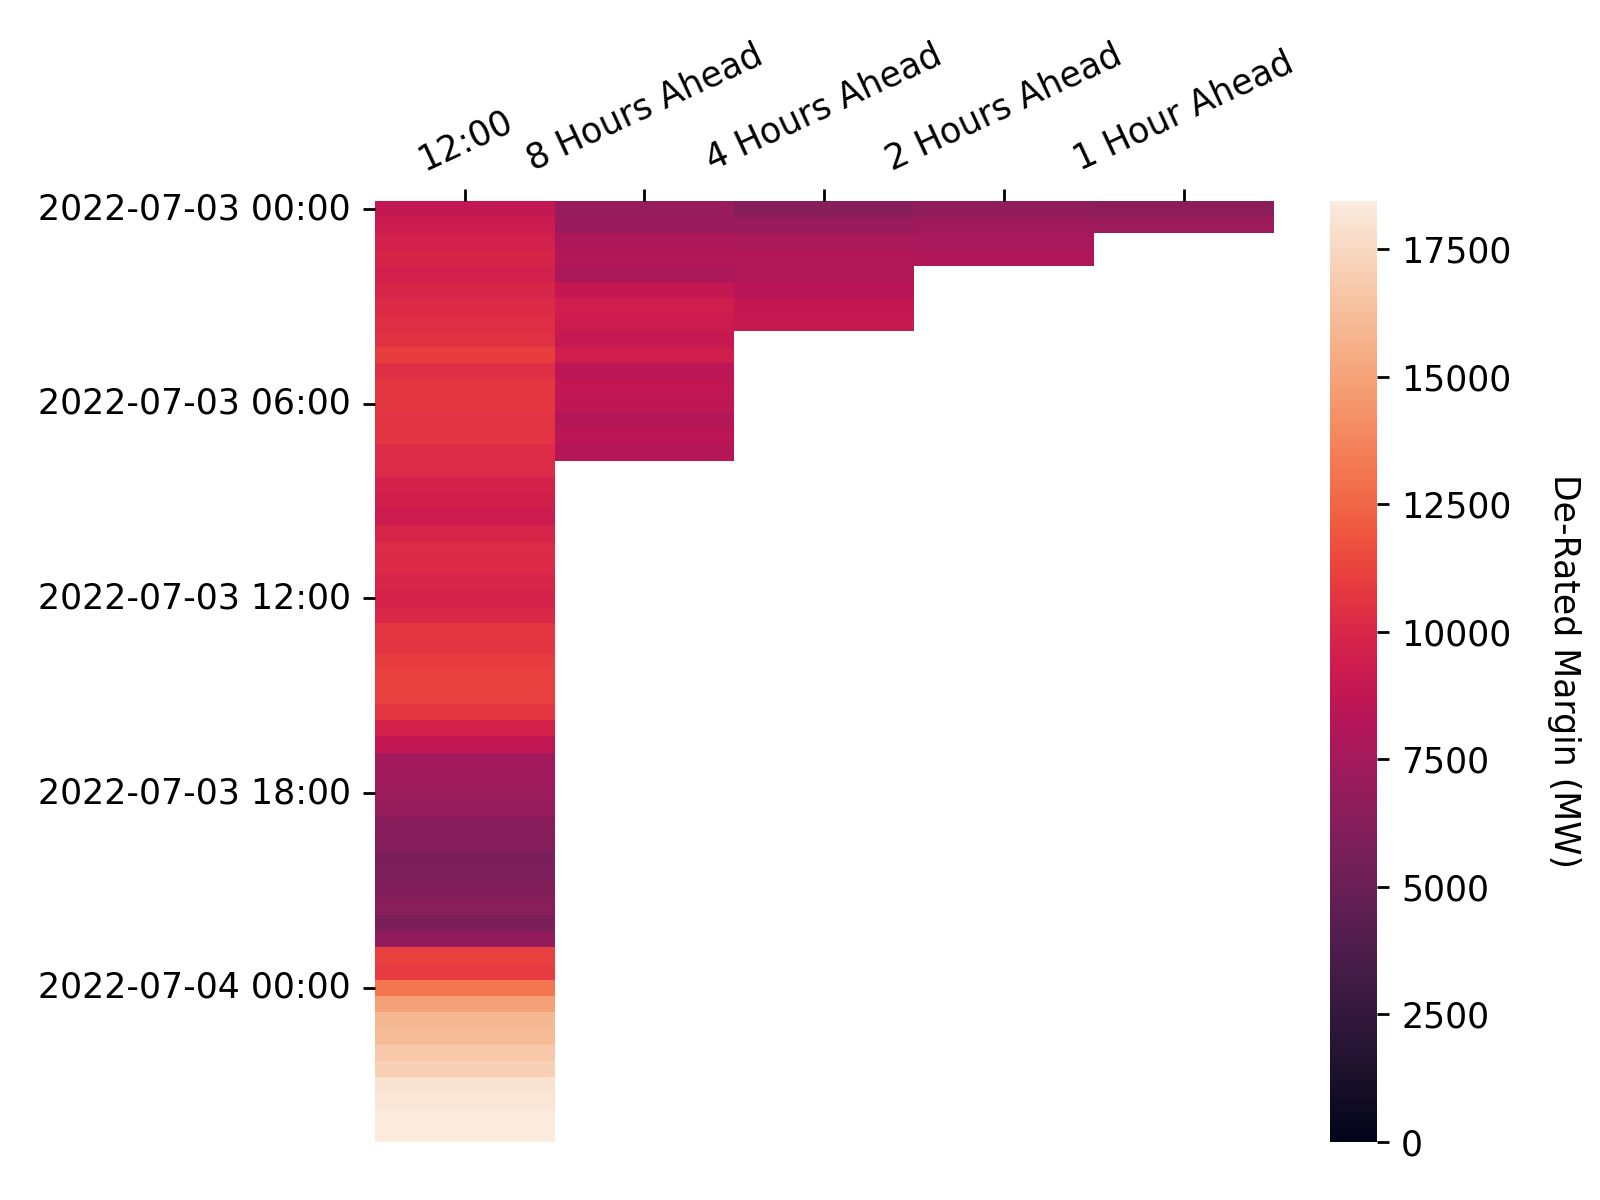 12:00
8 Hours Ahead
4 Hours Ahead
2 Hours Ahead
1 Hour Ahead
2022-07-03 00:00
2022-07-03 06:00
2022-07-03 12:00
2022-07-03 18:00
2022-07-04 00:00
17500
15000
12500
10000
7500
5000
2500
0
De-Rated Margin (MW)